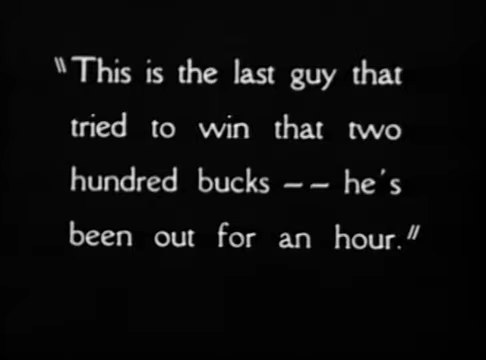 "This is the last guy that
tried to win that two
hundred bucks -- he's
been out for an hour."